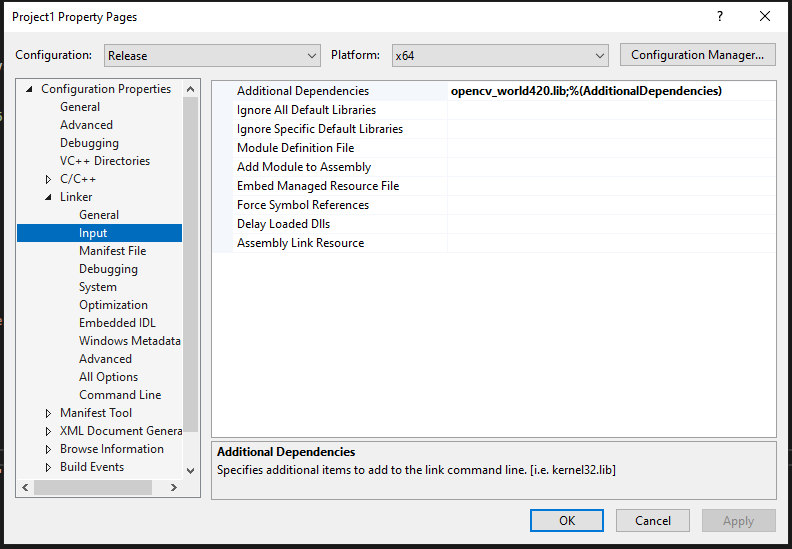 Project1 Property Pages
? ×
Configuration: Release Platform: x64 Configuration Manager...
Configuration Properties
General
Advanced
Debugging
VC++ Directories
C/C++
Linker
General
Input
Manifest File
Debugging
System
Optimization
Embedded IDL
Windows Metadata
Advanced
All Options
Command Line
Manifest Tool
XML Document Genera
Browse Information
Build Events
Additional Dependencies opencv_world420.lib;%(AdditionalDependencies)
Ignore All Default Libraries
Ignore Specific Default Libraries
Module Definition File
Add Module to Assembly
Embed Managed Resource File
Force Symbol References
Delay Loaded Dlls
Assembly Link Resource
Additional Dependencies
Specifies additional items to add to the link command line. [i.e. kernel32.lib]
OK Cancel Apply